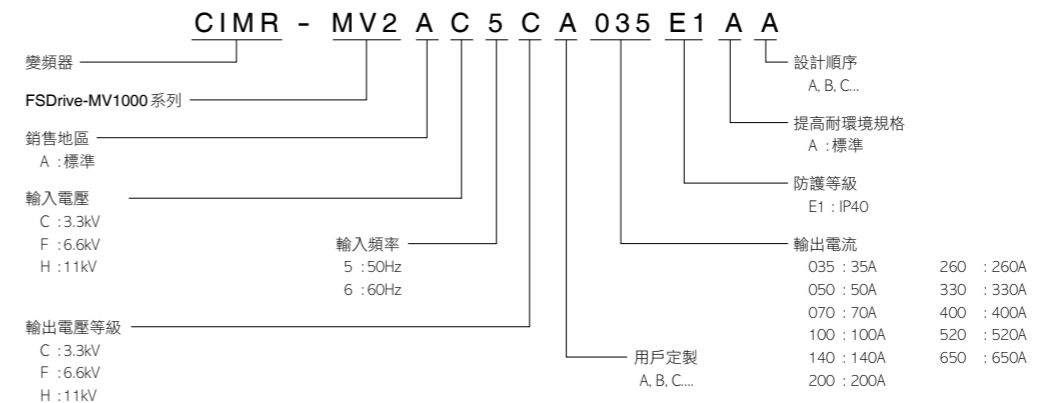 CIMR - MV2 A C 5 C A 035 E1 A A
變頻器
FSDrive-MV1000系列
銷售地區
A :標準
輸入電壓
C :3.3kV
F :6.6kV
H :11kV
輸入頻率
5 :50Hz
6 :60Hz
輸出電壓等級
C :3.3kV
F :6.6kV
H :11kV
用戶定製
A, B, C....
設計順序
A, B, C...
提高耐環境規格
A :標準
防護等級
E1 : IP40
輸出電流
035 : 35A 260 : 260A
050 : 50A 330 : 330A
070 : 70A 400 : 400A
100 : 100A 520 : 520A
140 : 140A 650 : 650A
200 : 200A